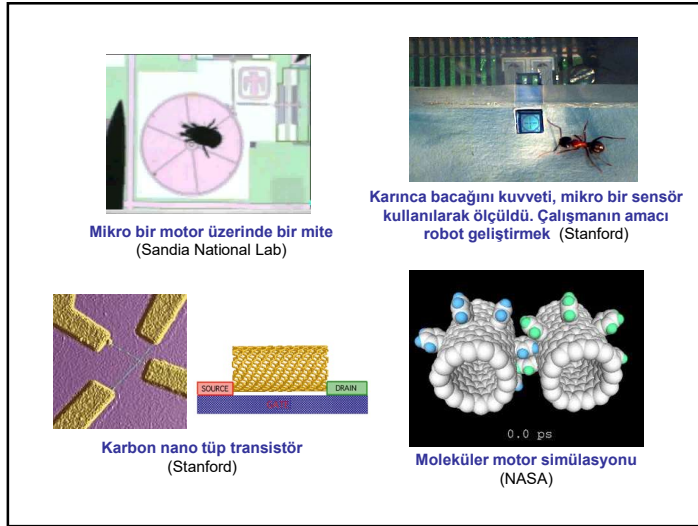 Mikro bir motor üzerinde bir mite
(Sandia National Lab)
Karınca bacağını kuvveti, mikro bir sensör
kullanılarak ölçüldü. Çalışmanın amacı
robot geliştirmek (Stanford)
SOURCE
DRAIN
Karbon nano tüp transistör
(Stanford)
0.0 ps
Moleküler motor simülasyonu
(NASA)